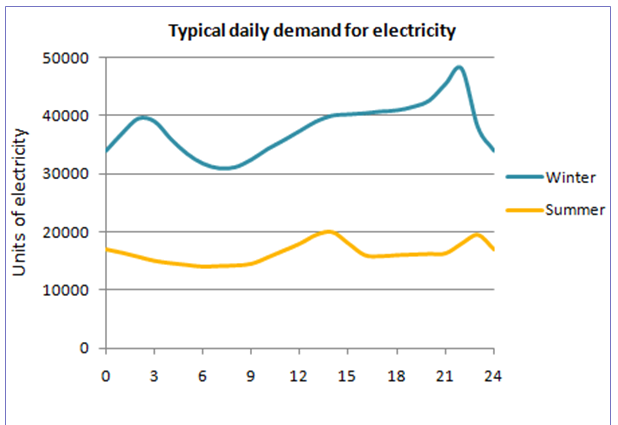 Typical daily demand for electricity
Units of electricity
50000
40000
30000
20000
10000
0
0 3 6 9 12 15 18 21 24
Winter
Summer